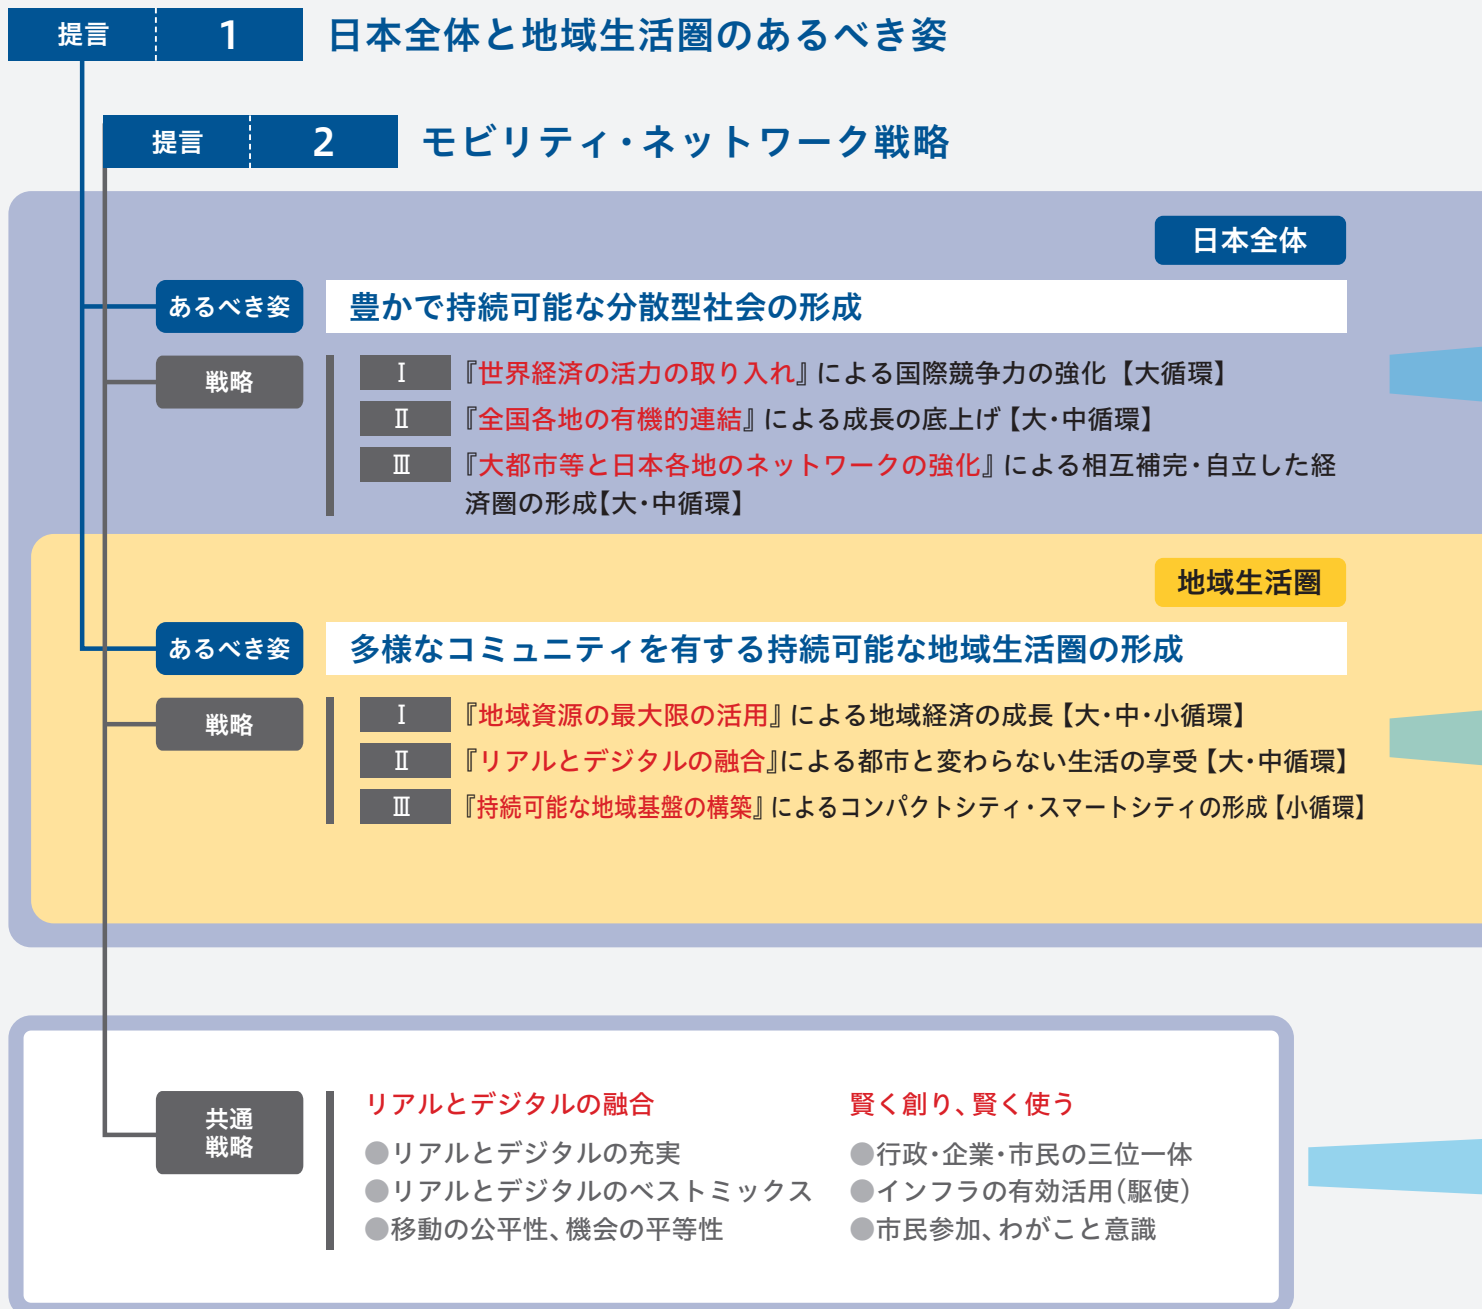 提言 1 日本全体と地域生活圏のあるべき姿
提言 2 モビリティ・ネットワーク戦略
日本全体
あるべき姿 豊かで持続可能な分散型社会の形成
戦略
Ⅰ 『世界経済の活力の取り入れ』による国際競争力の強化【大循環】
Ⅱ 『全国各地の有機的連結』による成長の底上げ【大・中循環】
Ⅲ 『大都市等と日本各地のネットワークの強化』による相互補完・自立した経
済圏の形成【大・中循環】
地域生活圏
あるべき姿 多様なコミュニティを有する持続可能な地域生活圏の形成
戦略
Ⅰ 『地域資源の最大限の活用』による地域経済の成長【大・中・小循環】
Ⅱ 『リアルとデジタルの融合』による都市と変わらない生活の享受【大・中循環】
Ⅲ 『持続可能な地域基盤の構築』によるコンパクトシティ・スマートシティの形成【小循環】
共通
戦略
リアルとデジタルの融合
●リアルとデジタルの充実
●リアルとデジタルのベストミックス
●移動の公平性、機会の平等性
賢く創り、賢く使う
●行政・企業・市民の三位一体
●インフラの有効活用(駆使)
●市民参加、わがこと意識